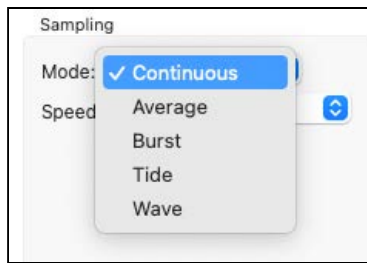 Sampling
Mode: ✓ Continuous
Speed
Average
Burst
Tide
Wave